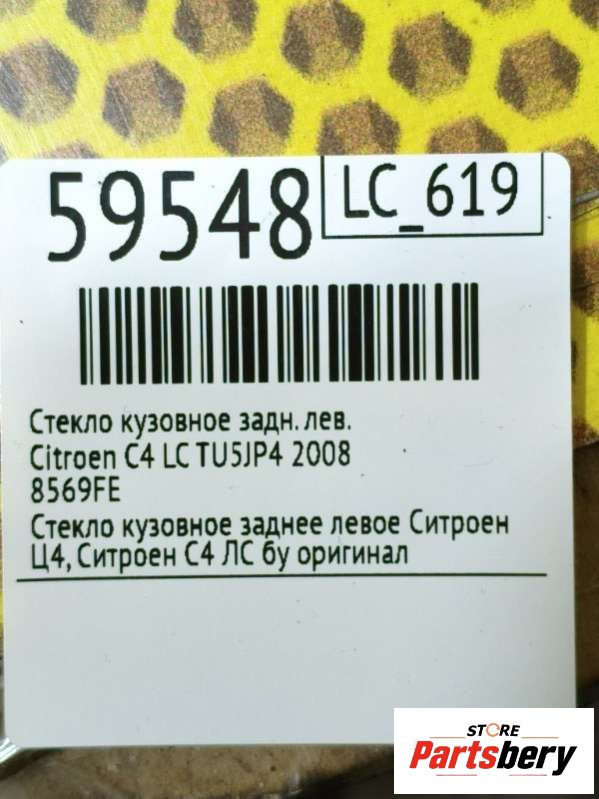 59548
LC_619
Стекло кузовное задн. лев.
Citroen C4 LC TU5JP4 2008
8569FE
Стекло кузовное заднее левое Ситроен
Ц4, Ситроен С4 ЛС бу оригинал
STORE
Partsbery